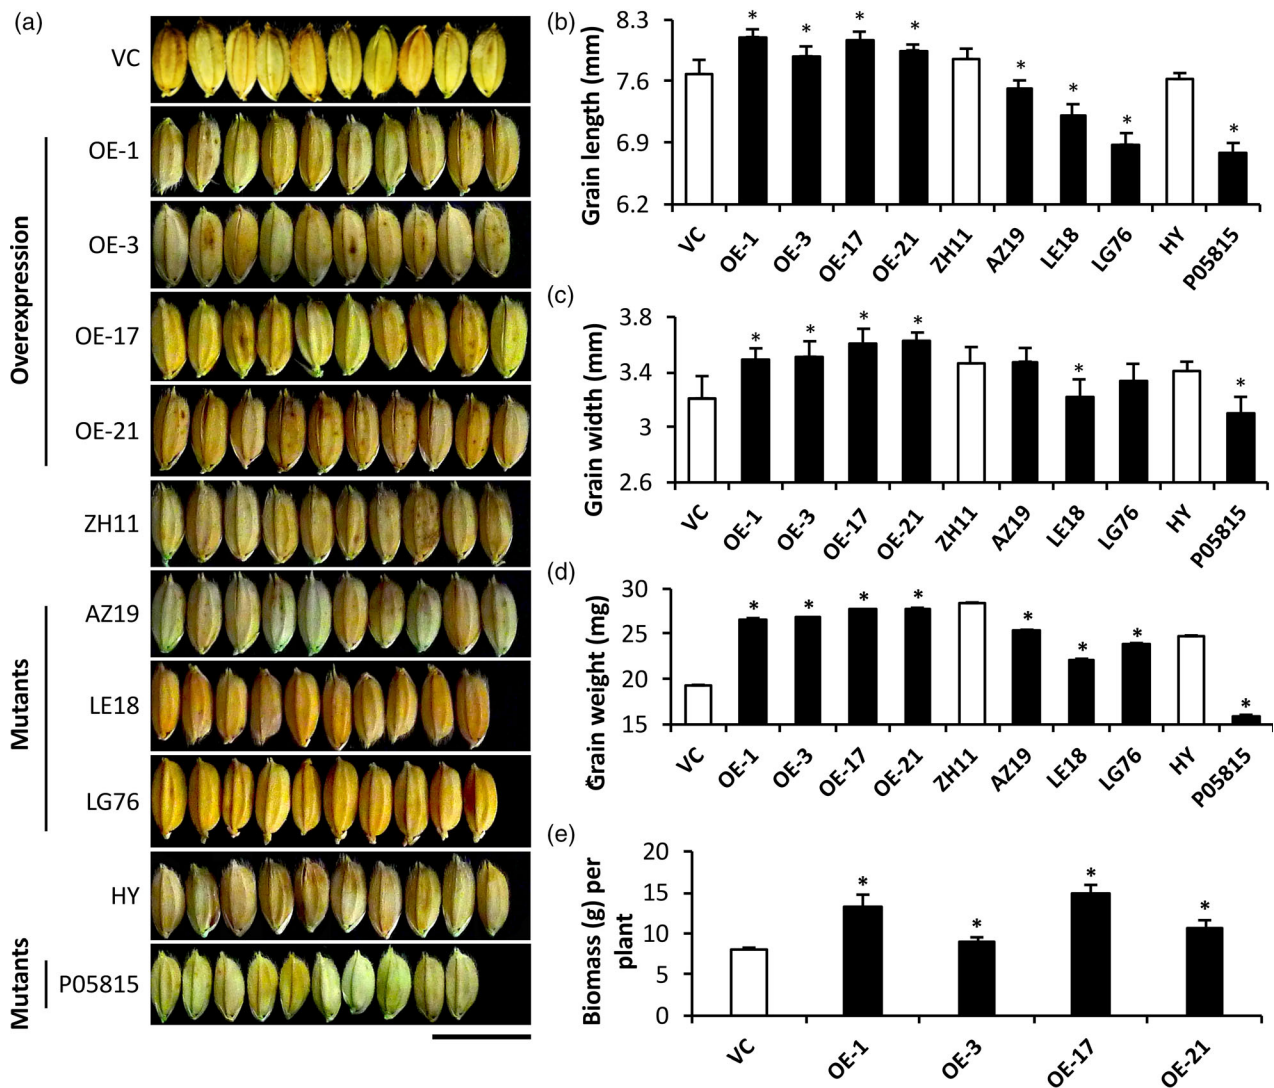 (a)
VC
OE-1
OE-3
OE-17
OE-21
Overexpression
ZH11
AZ19
LE18
LG76
Mutants
HY
P05815
Mutants
(b)
Grain length (mm)
8.3
7.6
6.9
6.2
* * * * * * * *
VC OE-1 OE-3 OE-17 OE-21 ZH11 AZ19 LE18 LG76 HY P05815
(c)
Grain width (mm)
3.8
3.4
3
2.6
* * * * * *
VC OE-1 OE-3 OE-17 OE-21 ZH11 AZ19 LE18 LG76 HY P05815
(d)
Grain weight (mg)
30
25
20
15
* * * * * * * *
VC OE-1 OE-3 OE-17 OE-21 ZH11 AZ19 LE18 LG76 HY P05815
(e)
Biomass (g) per
plant
20
15
10
5
0
* * * *
VC OE-1 OE-3 OE-17 OE-21